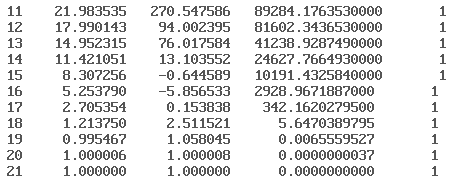 11 21.983535 270.547586 89284.1763530000 1
12 17.990143 94.002395 81602.3436530000 1
13 14.952315 76.017584 41238.9287490000 1
14 11.421051 13.103552 24627.7664930000 1
15 8.307256 -0.644589 10191.4325840000 1
16 5.253790 -5.856533 2928.9671887000 1
17 2.705354 0.153838 342.1620279500 1
18 1.213750 2.511521 5.6470389795 1
19 0.995467 1.058045 0.0065559527 1
20 1.000006 1.000008 0.0000000037 1
21 1.000000 1.000000 0.0000000000 1